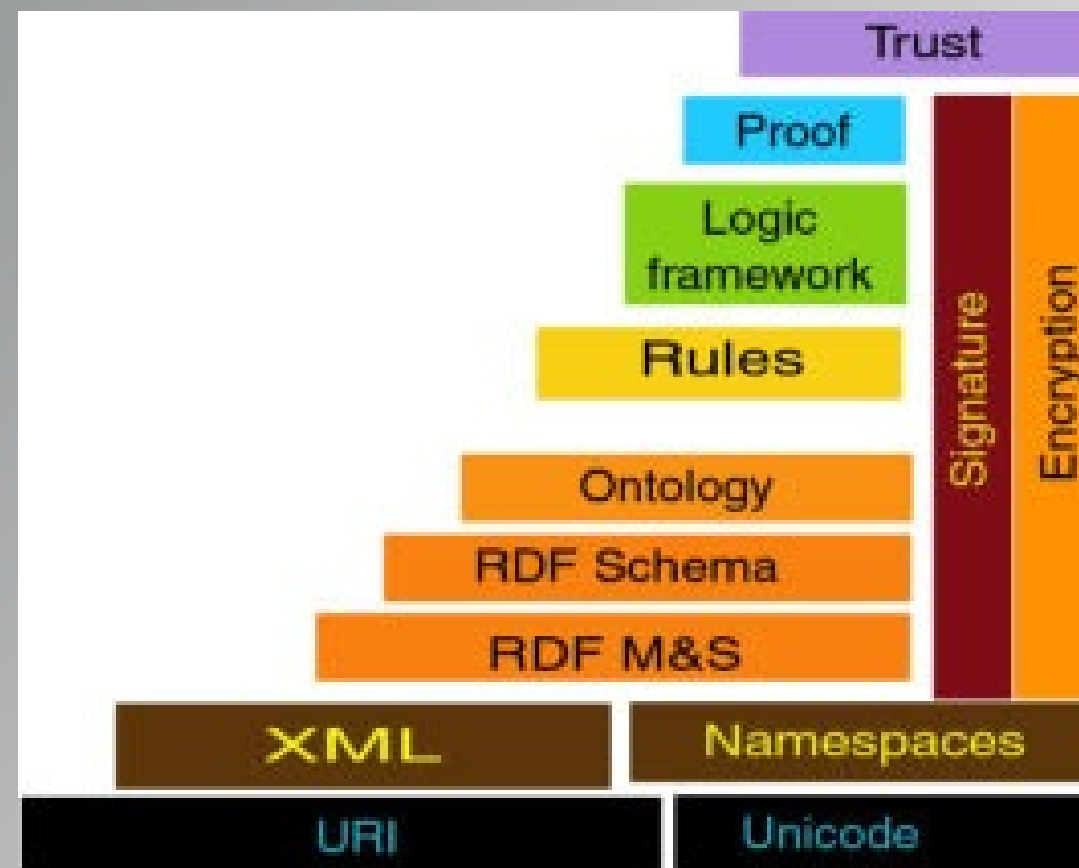 Trust
Proof
Logic
framework
Rules
Signature
Encryption
Ontology
RDF Schema
RDF M&S
XML
Namespaces
URI
Unicode